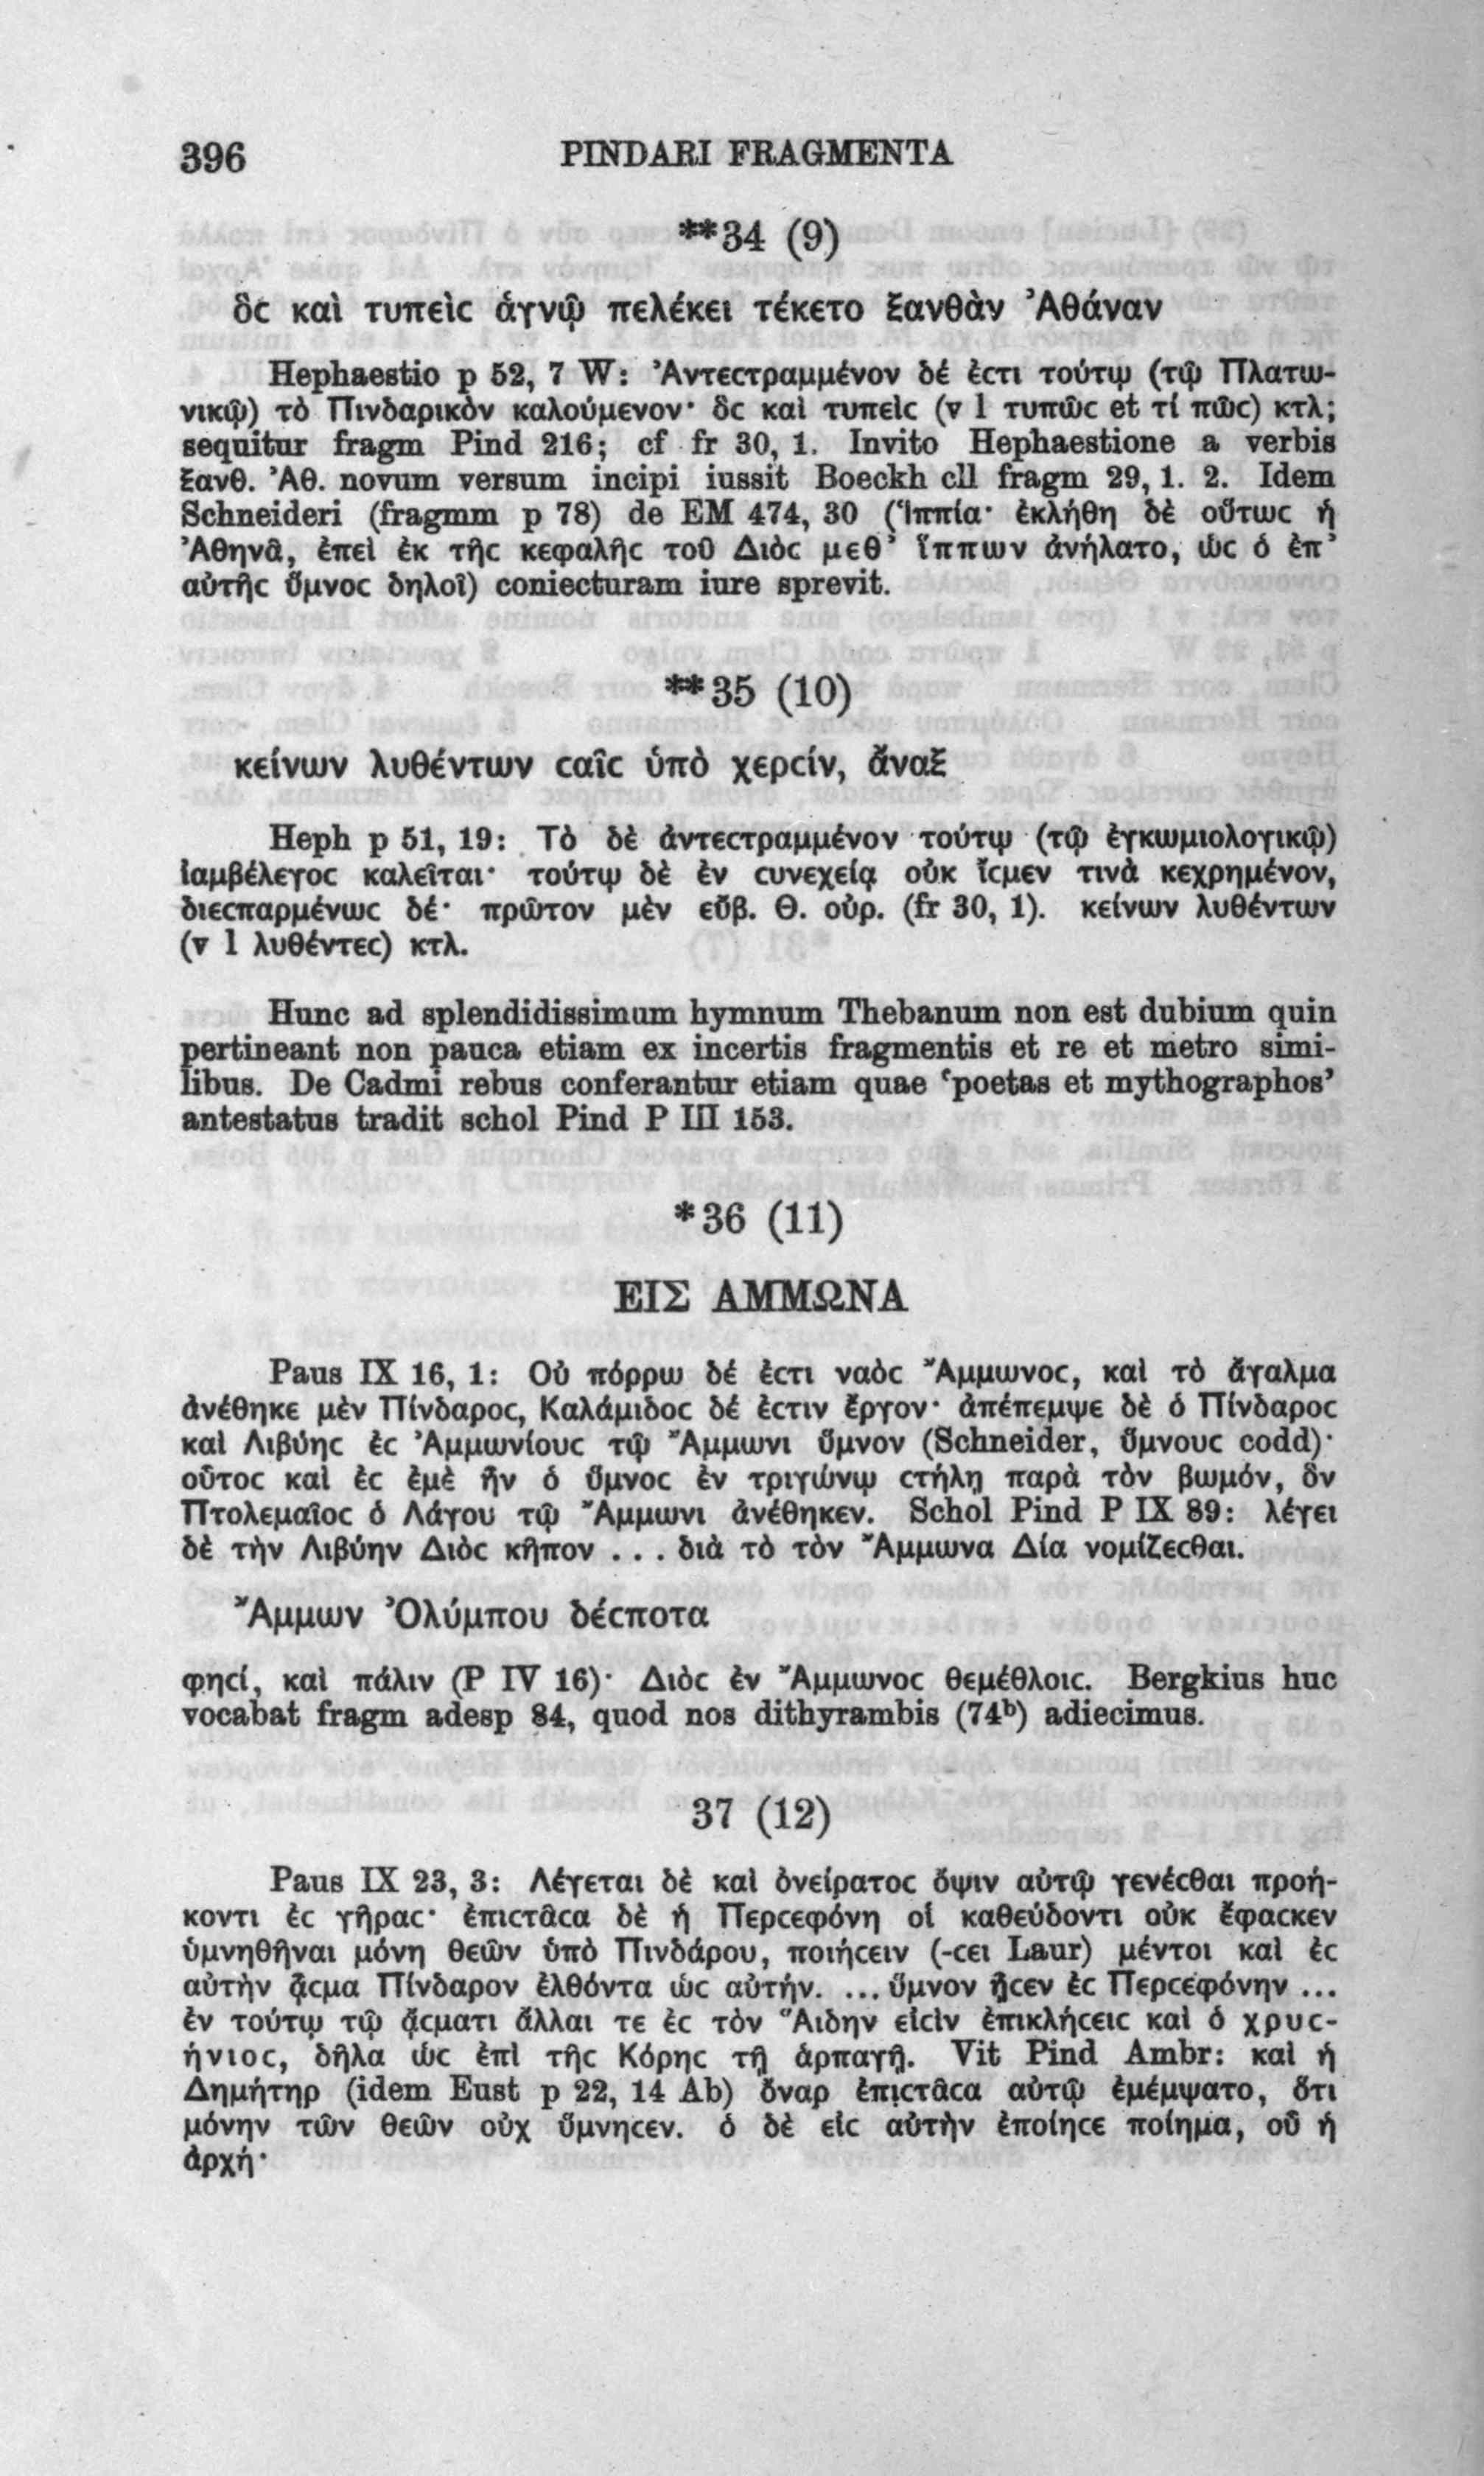 396
PINDARI FRAGMENTA
**34 (9)
ὃc καὶ τυπεὶc ἁγνῷ πελέκει τέκετο ξανθὰν Ἀθάναν
Hephaestio p 52, 7 W: Ἀντεcτραμμένον δέ ἐcτι τούτῳ (τῷ Πλατω-
νικῷ) τὸ Πινδαρικὸν καλούμενον· ὃc καὶ τυπεὶc (v l τυπῶc et τί πῶc) κτλ;
sequitur fragm Pind 216; cf fr 30, 1. Invito Hephaestione a verbis
ξανθ. Ἀθ. novum versum incipi iussit Boeckh cll fragm 29, 1. 2. Idem
Schneideri (fragmm p 78) de EM 474, 30 (Ἱππία· ἐκλήθη δὲ οὕτωc ἡ
Ἀθηνᾶ, ἐπεὶ ἐκ τῆc κεφαλῆc τοῦ Διὸc μεθ’ ἵππων ἀνήλατο, ὡc ὁ ἐπ’
αὐτῆc ὕμνοc δηλοῖ) coniecturam iure sprevit.
**35 (10)
κείνων λυθέντων cαῖc ὑπὸ χερcίν, ἄναξ
Heph p 51, 19: Τὸ δὲ ἀντεcτραμμένον τούτῳ (τῷ ἐγκωμιολογικῷ)
ἰαμβέλεγοc καλεῖται· τούτῳ δὲ ἐν cυνεχείᾳ οὐκ ἴcμεν τινὰ κεχρημένον,
διεcπαρμένωc δέ· πρῶτον μὲν εὔβ. Θ. οὐρ. (fr 30, 1). κείνων λυθέντων
(v l λυθέντεc) κτλ.
Hunc ad splendidissimum hymnum Thebanum non est dubium quin
pertineant non pauca etiam ex incertis fragmentis et re et metro simi-
libus. De Cadmi rebus conferantur etiam quae ‘poetas et mythographos’
antestatus tradit schol Pind P III 153.
*36 (11)
ΕΙΣ ΑΜΜΩΝΑ
Paus IX 16, 1: Οὐ πόρρω δέ ἐcτι ναὸc Ἄμμωνοc, καὶ τὸ ἄγαλμα
ἀνέθηκε μὲν Πίνδαροc, Καλάμιδοc δέ ἐcτιν ἔργον· ἀπέπεμψε δὲ ὁ Πίνδαροc
καὶ Λιβύηc ἐc Ἀμμωνίουc τῷ Ἄμμωνι ὕμνον (Schneider, ὕμνουc codd)·
οὗτοc καὶ ἐc ἐμὲ ἦν ὁ ὕμνοc ἐν τριγώνῳ cτήλῃ παρὰ τὸν βωμόν, ὃν
Πτολεμαῖοc ὁ Λάγου τῷ Ἄμμωνι ἀνέθηκεν. Schol Pind P IX 89: λέγει
δὲ τὴν Λιβύην Διὸc κῆπον ... διὰ τὸ τὸν Ἄμμωνα Δία νομίζεcθαι.
Ἄμμων Ὀλύμπου δέcποτα
φηcί, καὶ πάλιν (P IV 16)· Διὸc ἐν Ἄμμωνοc θεμέθλοιc. Bergkius huc
vocabat fragm adesp 84, quod nos dithyrambis (74ᵇ) adiecimus.
37 (12)
Paus IX 23, 3: Λέγεται δὲ καὶ ὀνείρατοc ὄψιν αὐτῷ γενέcθαι προή-
κοντι ἐc γῆραc· ἐπιcτᾶcα δὲ ἡ Περcεφόνη οἱ καθεύδοντι οὐκ ἔφαcκεν
ὑμνηθῆναι μόνη θεῶν ὑπὸ Πινδάρου, ποιήcειν (-cει Laur) μέντοι καὶ ἐc
αὐτὴν ᾆcμα Πίνδαρον ἐλθόντα ὡc αὐτήν. ... ὕμνον ᾖcεν ἐc Περcεφόνην ...
ἐν τούτῳ τῷ ᾄcματι ἄλλαι τε ἐc τὸν Ἅιδην εἰcὶν ἐπικλήcειc καὶ ὁ χρυc-
ήνιοc, δῆλα ὡc ἐπὶ τῆc Κόρηc τῇ ἁρπαγῇ. Vit Pind Ambr: καὶ ἡ
Δημήτηρ (idem Eust p 22, 14 Ab) ὄναρ ἐπιcτᾶcα αὐτῷ ἐμέμψατο, ὅτι
μόνην τῶν θεῶν οὐχ ὕμνηcεν. ὁ δὲ εἰc αὐτὴν ἐποίηcε ποίημα, οὗ ἡ
ἀρχή·